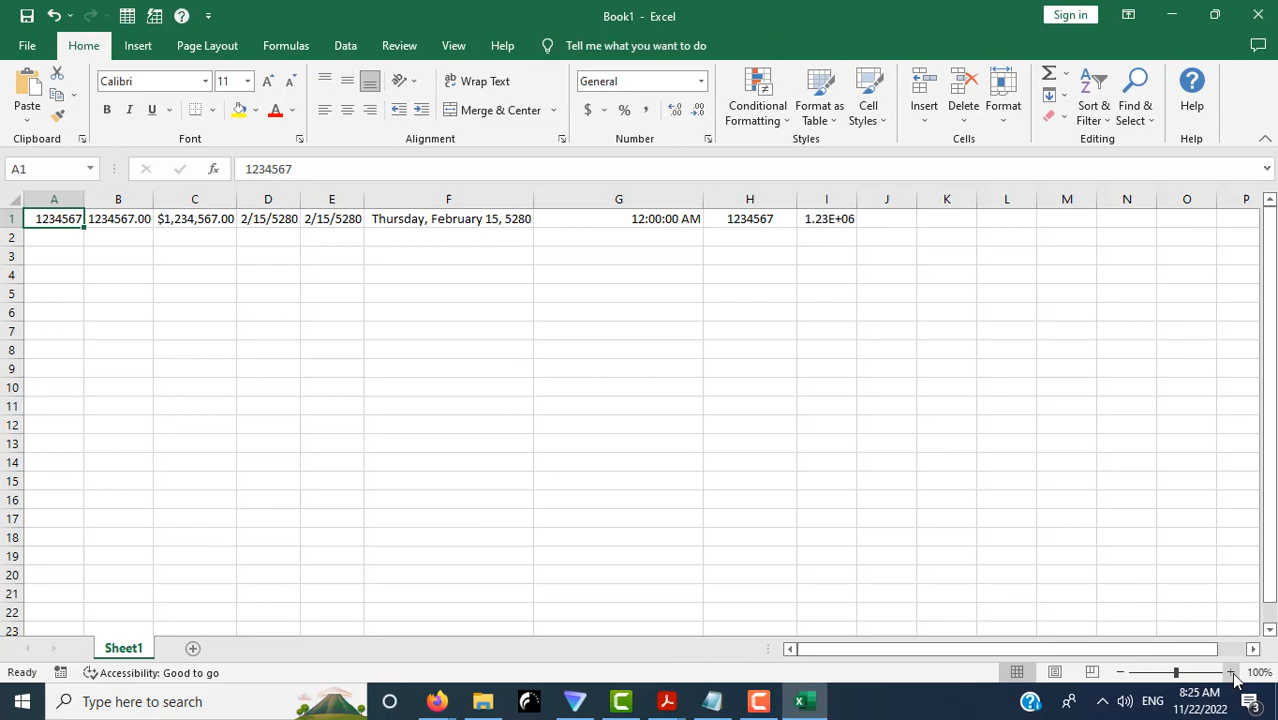 Book1 - Excel
Sign in
File Home Insert Page Layout Formulas Data Review View Help Tell me what you want to do
Paste
Clipboard
Calibri 11
B I U A
Font
ab Wrap Text
Merge & Center
Alignment
General
$ % ,
Number
Conditional Formatting
Format as Table
Cell Styles
Styles
Insert
Delete
Format
Cells
Sort & Filter
Find & Select
Editing
Help
Help
A1 fx 1234567
A B C D E F G H I J K L M N O P
1 1234567 1234567.00 $1,234,567.00 2/15/5280 2/15/5280 Thursday, February 15, 5280 12:00:00 AM 1234567 1.23E+06
2
3
4
5
6
7
8
9
10
11
12
13
14
15
16
17
18
19
20
21
22
23
Sheet1
Ready Accessibility: Good to go 100%
Type here to search
ENG
8:25 AM
11/22/2022
3